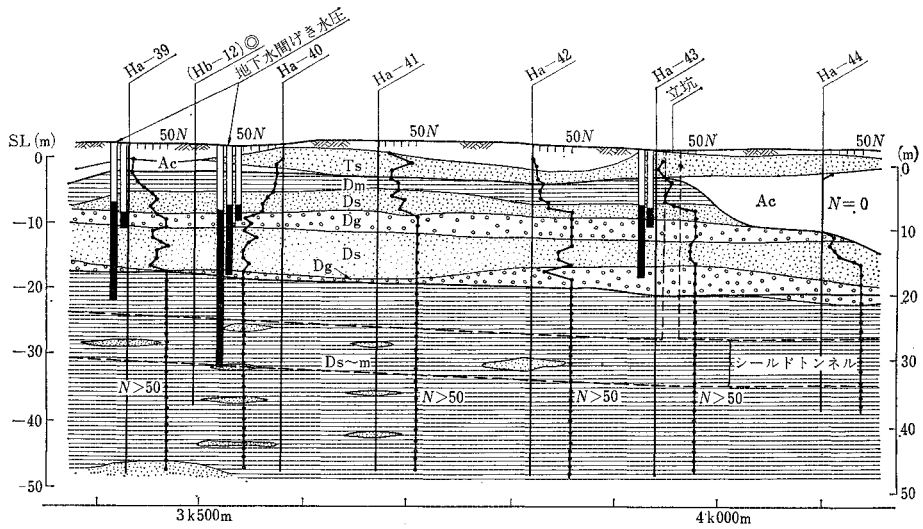 Ha-39
(Hb-12)◎
地下水間げき水圧
Ha-40
Ha-41
Ha-42
Ha-43
立坑
Ha-44
SL (m)
50N
50N
50N
50N
50N
50N
(m)
0
-10
-20
-30
-40
-50
0
10
20
30
40
50
Ac
Ts
Dm
Ds
Dg
Ds
Dg
Ac
N=0
Ds~m
シールドトンネル
N>50
N>50
N>50
N>50
3k500m
4k000m